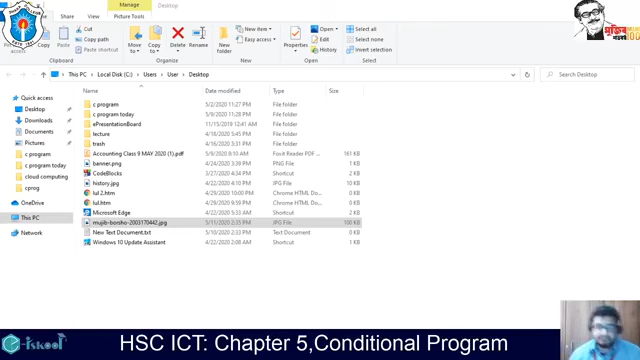 Manage
Desktop
Home Share View Picture Tools
Copy Paste Cut
Copy path
Paste shortcut
Move to
Copy to
Delete
Rename
New folder
New item
Easy access
Properties
Open
Edit
History
Select all
Select none
Invert selection
Clipboard Organize New Open Select
This PC > Local Disk (C:) > Users > User > Desktop
Search Desktop
Name Date modified Type Size
Quick access
Desktop
Downloads
Documents
Pictures
c program
c program today
cloud computing
cprog
OneDrive
This PC
Network
c program 5/2/2020 11:27 PM File folder
c program today 5/9/2020 11:28 PM File folder
ePresentationBoard 11/15/2019 12:41 AM File folder
lecture 4/18/2020 5:45 PM File folder
trash 4/16/2020 3:31 PM File folder
Accounting Class 9 MAY 2020 (1).pdf 5/9/2020 8:10 AM Foxit Reader PDF ... 161 KB
banner.png 4/24/2020 3:39 PM PNG File 1 KB
CodeBlocks 3/27/2020 4:34 PM Shortcut 2 KB
history.jpg 4/22/2020 4:10 PM JPG File 10 KB
lul 2.htm 4/29/2020 10:00 PM Chrome HTML Do... 0 KB
lul.htm 4/29/2020 9:58 PM Chrome HTML Do... 0 KB
Microsoft Edge 4/22/2020 5:33 AM Shortcut 2 KB
mujib-borsho-2003170442.jpg 5/11/2020 2:35 PM JPG File 100 KB
New Text Document.txt 5/10/2020 2:33 PM Text Document 0 KB
Windows 10 Update Assistant 4/22/2020 2:08 AM Shortcut 1 KB
e-iskool
HSC ICT: Chapter 5,Conditional Program